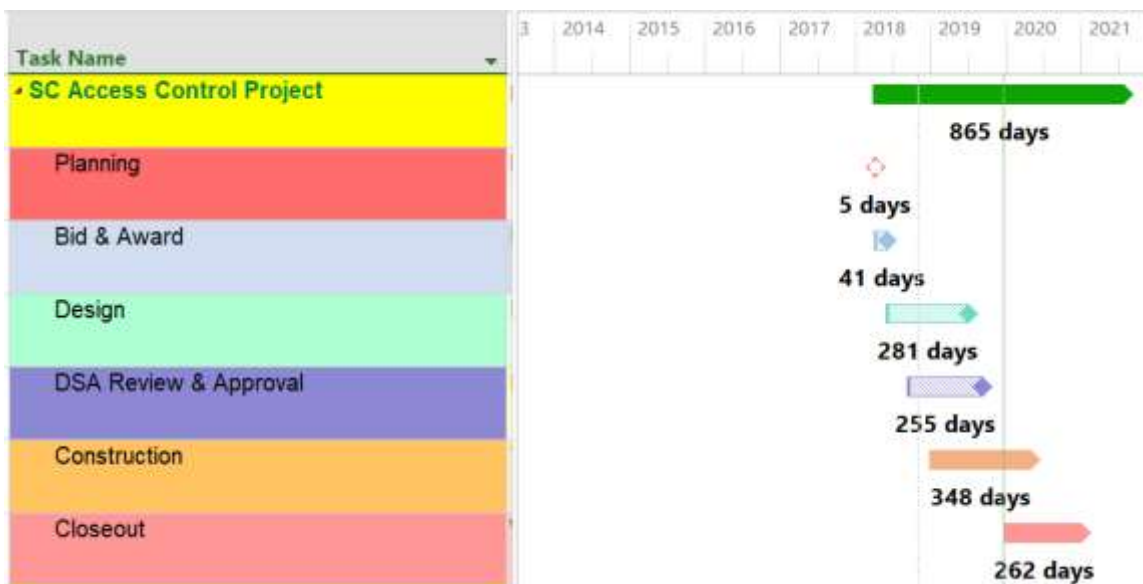 3 2014 2015 2016 2017 2018 2019 2020 2021
Task Name
SC Access Control Project
865 days
Planning
5 days
Bid & Award
41 days
Design
281 days
DSA Review & Approval
255 days
Construction
348 days
Closeout
262 days